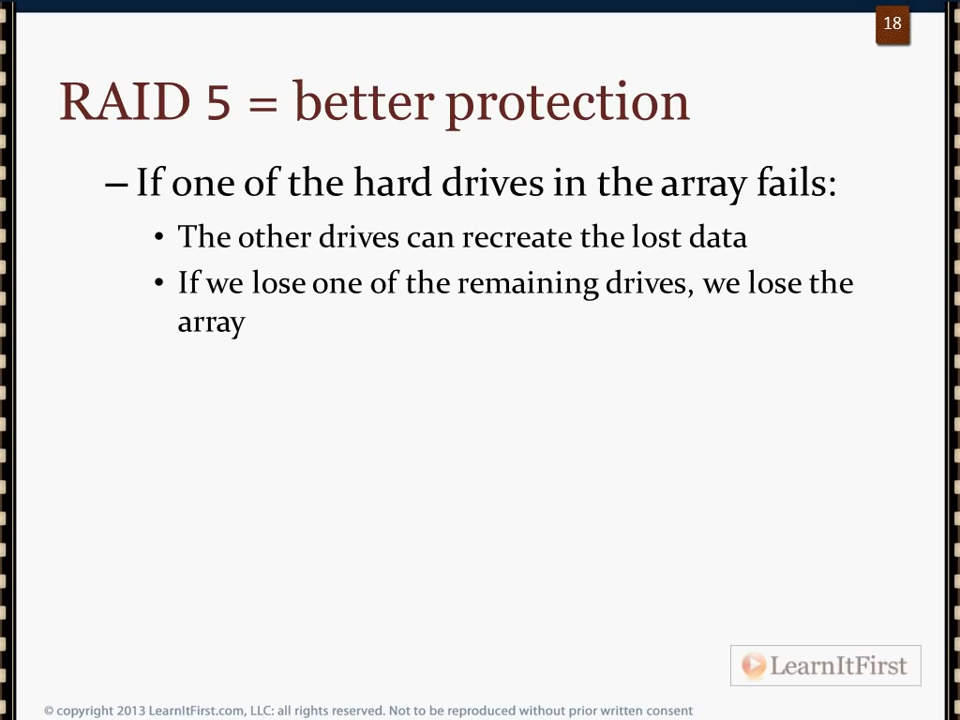 18
RAID 5 = better protection
– If one of the hard drives in the array fails:
• The other drives can recreate the lost data
• If we lose one of the remaining drives, we lose the
array
LearnItFirst
© copyright 2013 LearnItFirst.com, LLC: all rights reserved. Not to be reproduced without prior written consent